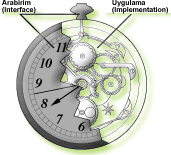 Arabirim
(Interface)
Uygulama
(Implementation)
11
10
9
8
7
6